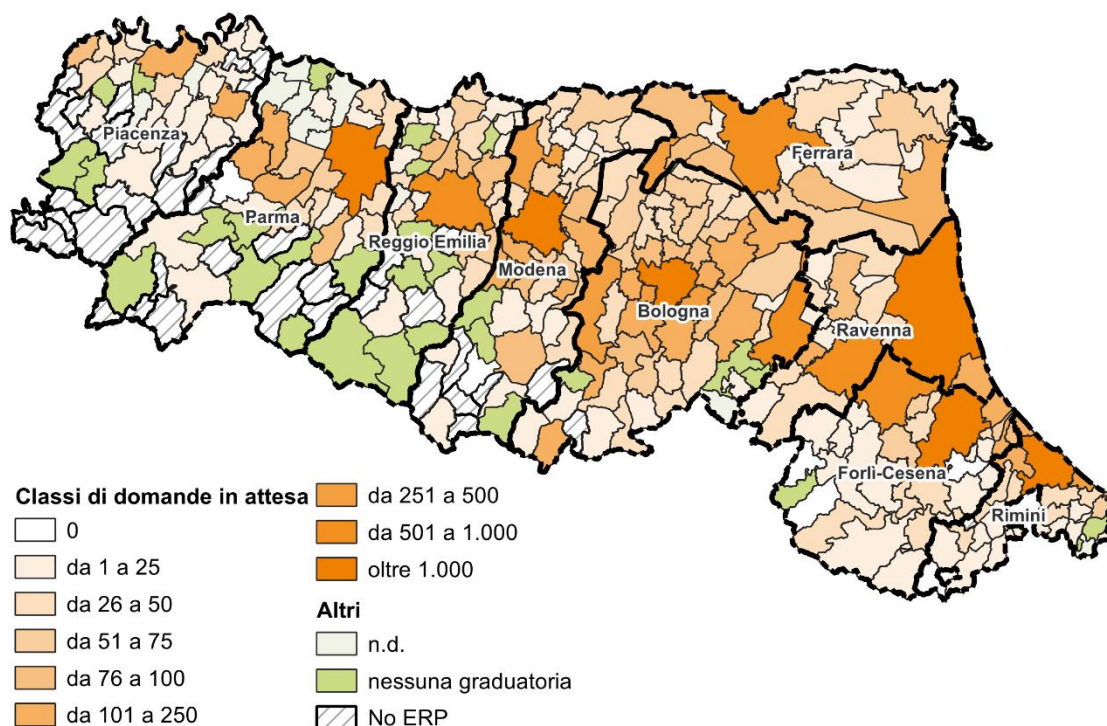 Piacenza
Ferrara
Parma
Reggio Emilia
Modena
Bologna
Ravenna
Forlì-Cesena
Rimini
Classi di domande in attesa
0
da 1 a 25
da 26 a 50
da 51 a 75
da 76 a 100
da 101 a 250
da 251 a 500
da 501 a 1.000
oltre 1.000
Altri
n.d.
nessuna graduatoria
No ERP